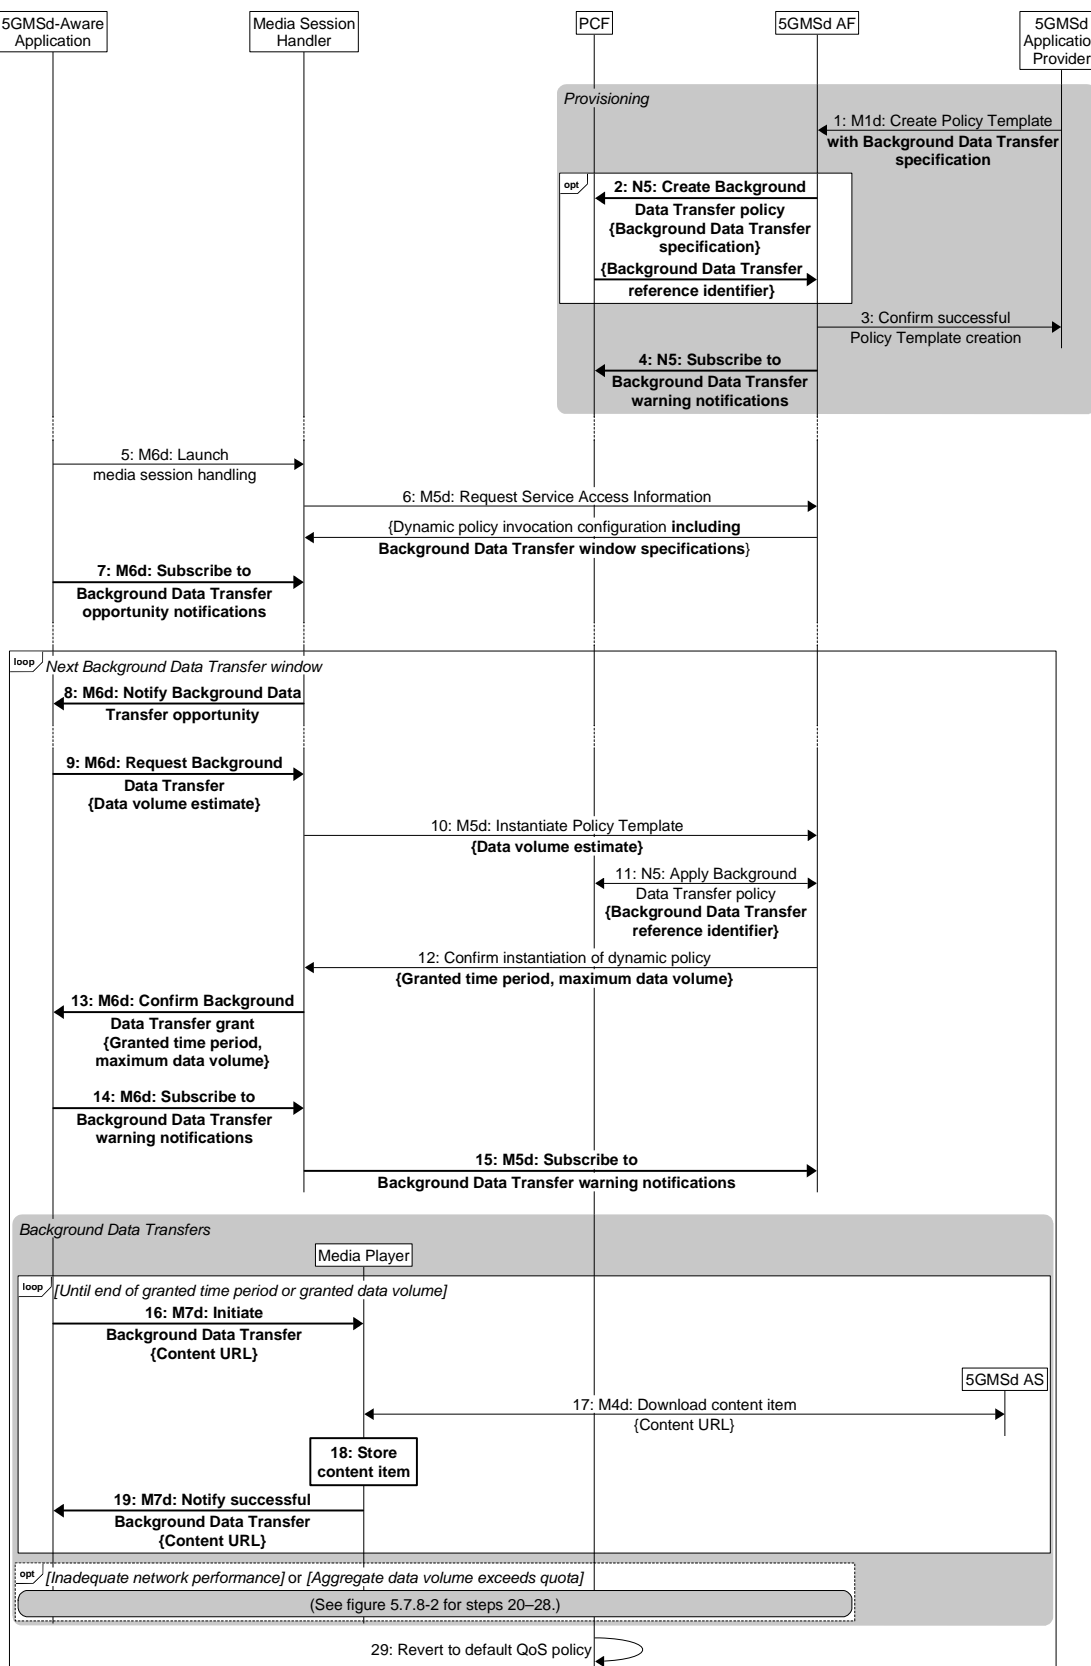 5GMSd-Aware
Application
Media Session
Handler
PCF
5GMSd AF
5GMSd
Applicatio
Provider
Provisioning
1: M1d: Create Policy Template
with Background Data Transfer
specification
opt
2: N5: Create Background
Data Transfer policy
{Background Data Transfer
specification}
{Background Data Transfer
reference identifier}
3: Confirm successful
Policy Template creation
4: N5: Subscribe to
Background Data Transfer
warning notifications
5: M6d: Launch
media session handling
6: M5d: Request Service Access Information
{Dynamic policy invocation configuration including
Background Data Transfer window specifications}
7: M6d: Subscribe to
Background Data Transfer
opportunity notifications
loop
Next Background Data Transfer window
8: M6d: Notify Background Data
Transfer opportunity
9: M6d: Request Background
Data Transfer
{Data volume estimate}
10: M5d: Instantiate Policy Template
{Data volume estimate}
11: N5: Apply Background
Data Transfer policy
{Background Data Transfer
reference identifier}
12: Confirm instantiation of dynamic policy
{Granted time period, maximum data volume}
13: M6d: Confirm Background
Data Transfer grant
{Granted time period,
maximum data volume}
14: M6d: Subscribe to
Background Data Transfer
warning notifications
15: M5d: Subscribe to
Background Data Transfer warning notifications
Background Data Transfers
Media Player
loop
[Until end of granted time period or granted data volume]
16: M7d: Initiate
Background Data Transfer
{Content URL}
5GMSd AS
17: M4d: Download content item
{Content URL}
18: Store
content item
19: M7d: Notify successful
Background Data Transfer
{Content URL}
opt
[Inadequate network performance] or [Aggregate data volume exceeds quota]
(See figure 5.7.8-2 for steps 20–28.)
29: Revert to default QoS policy